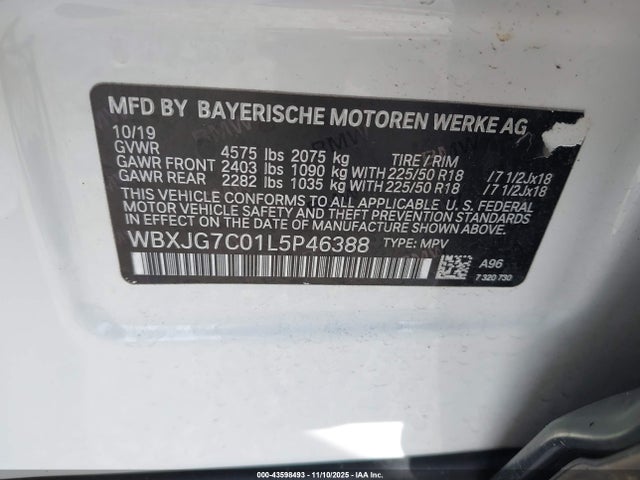 MFD BY BAYERISCHE MOTOREN WERKE AG
10/19
GVWR 4575 lbs 2075 kg TIRE / RIM
GAWR FRONT 2403 lbs 1090 kg WITH 225/50 R18 / 7 1/2Jx18
GAWR REAR 2282 lbs 1035 kg WITH 225/50 R18 / 7 1/2Jx18
THIS VEHICLE CONFORMS TO ALL APPLICABLE U. S. FEDERAL
MOTOR VEHICLE SAFETY, BUMPER, AND THEFT PREVENTION
STANDARDS IN EFFECT ON THE DATE OF MANUFACTURE SHOWN ABOVE.
WBXJG7C01L5P46388 TYPE: MPV
A96
7 320 730
000-43598493 - 11/10/2025 - IAA Inc.